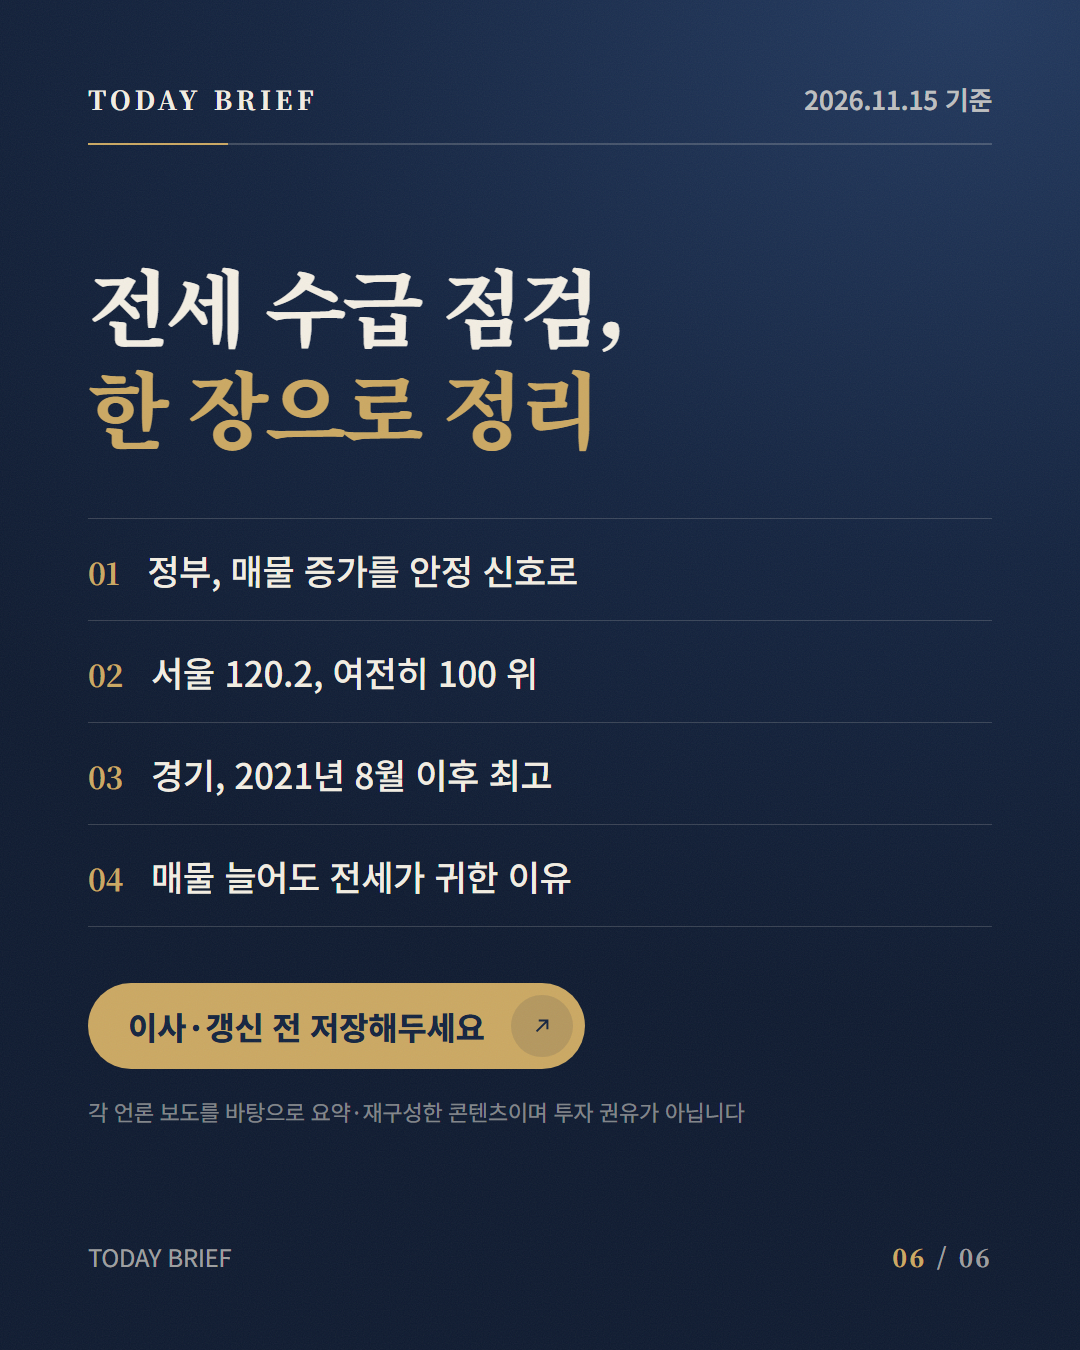 TODAY BRIEF
2026.11.15 기준
전세 수급 점검,
한 장으로 정리
01 정부, 매물 증가를 안정 신호로
02 서울 120.2, 여전히 100 위
03 경기, 2021년 8월 이후 최고
04 매물 늘어도 전세가 귀한 이유
이사·갱신 전 저장해두세요
각 언론 보도를 바탕으로 요약·재구성한 콘텐츠이며 투자 권유가 아닙니다
TODAY BRIEF
06 / 06